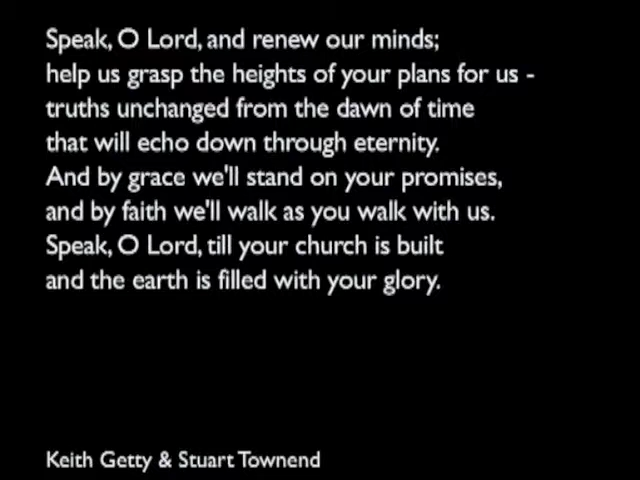 Speak, O Lord, and renew our minds;
help us grasp the heights of your plans for us -
truths unchanged from the dawn of time
that will echo down through eternity.
And by grace we'll stand on your promises,
and by faith we'll walk as you walk with us.
Speak, O Lord, till your church is built
and the earth is filled with your glory.
Keith Getty & Stuart Townend